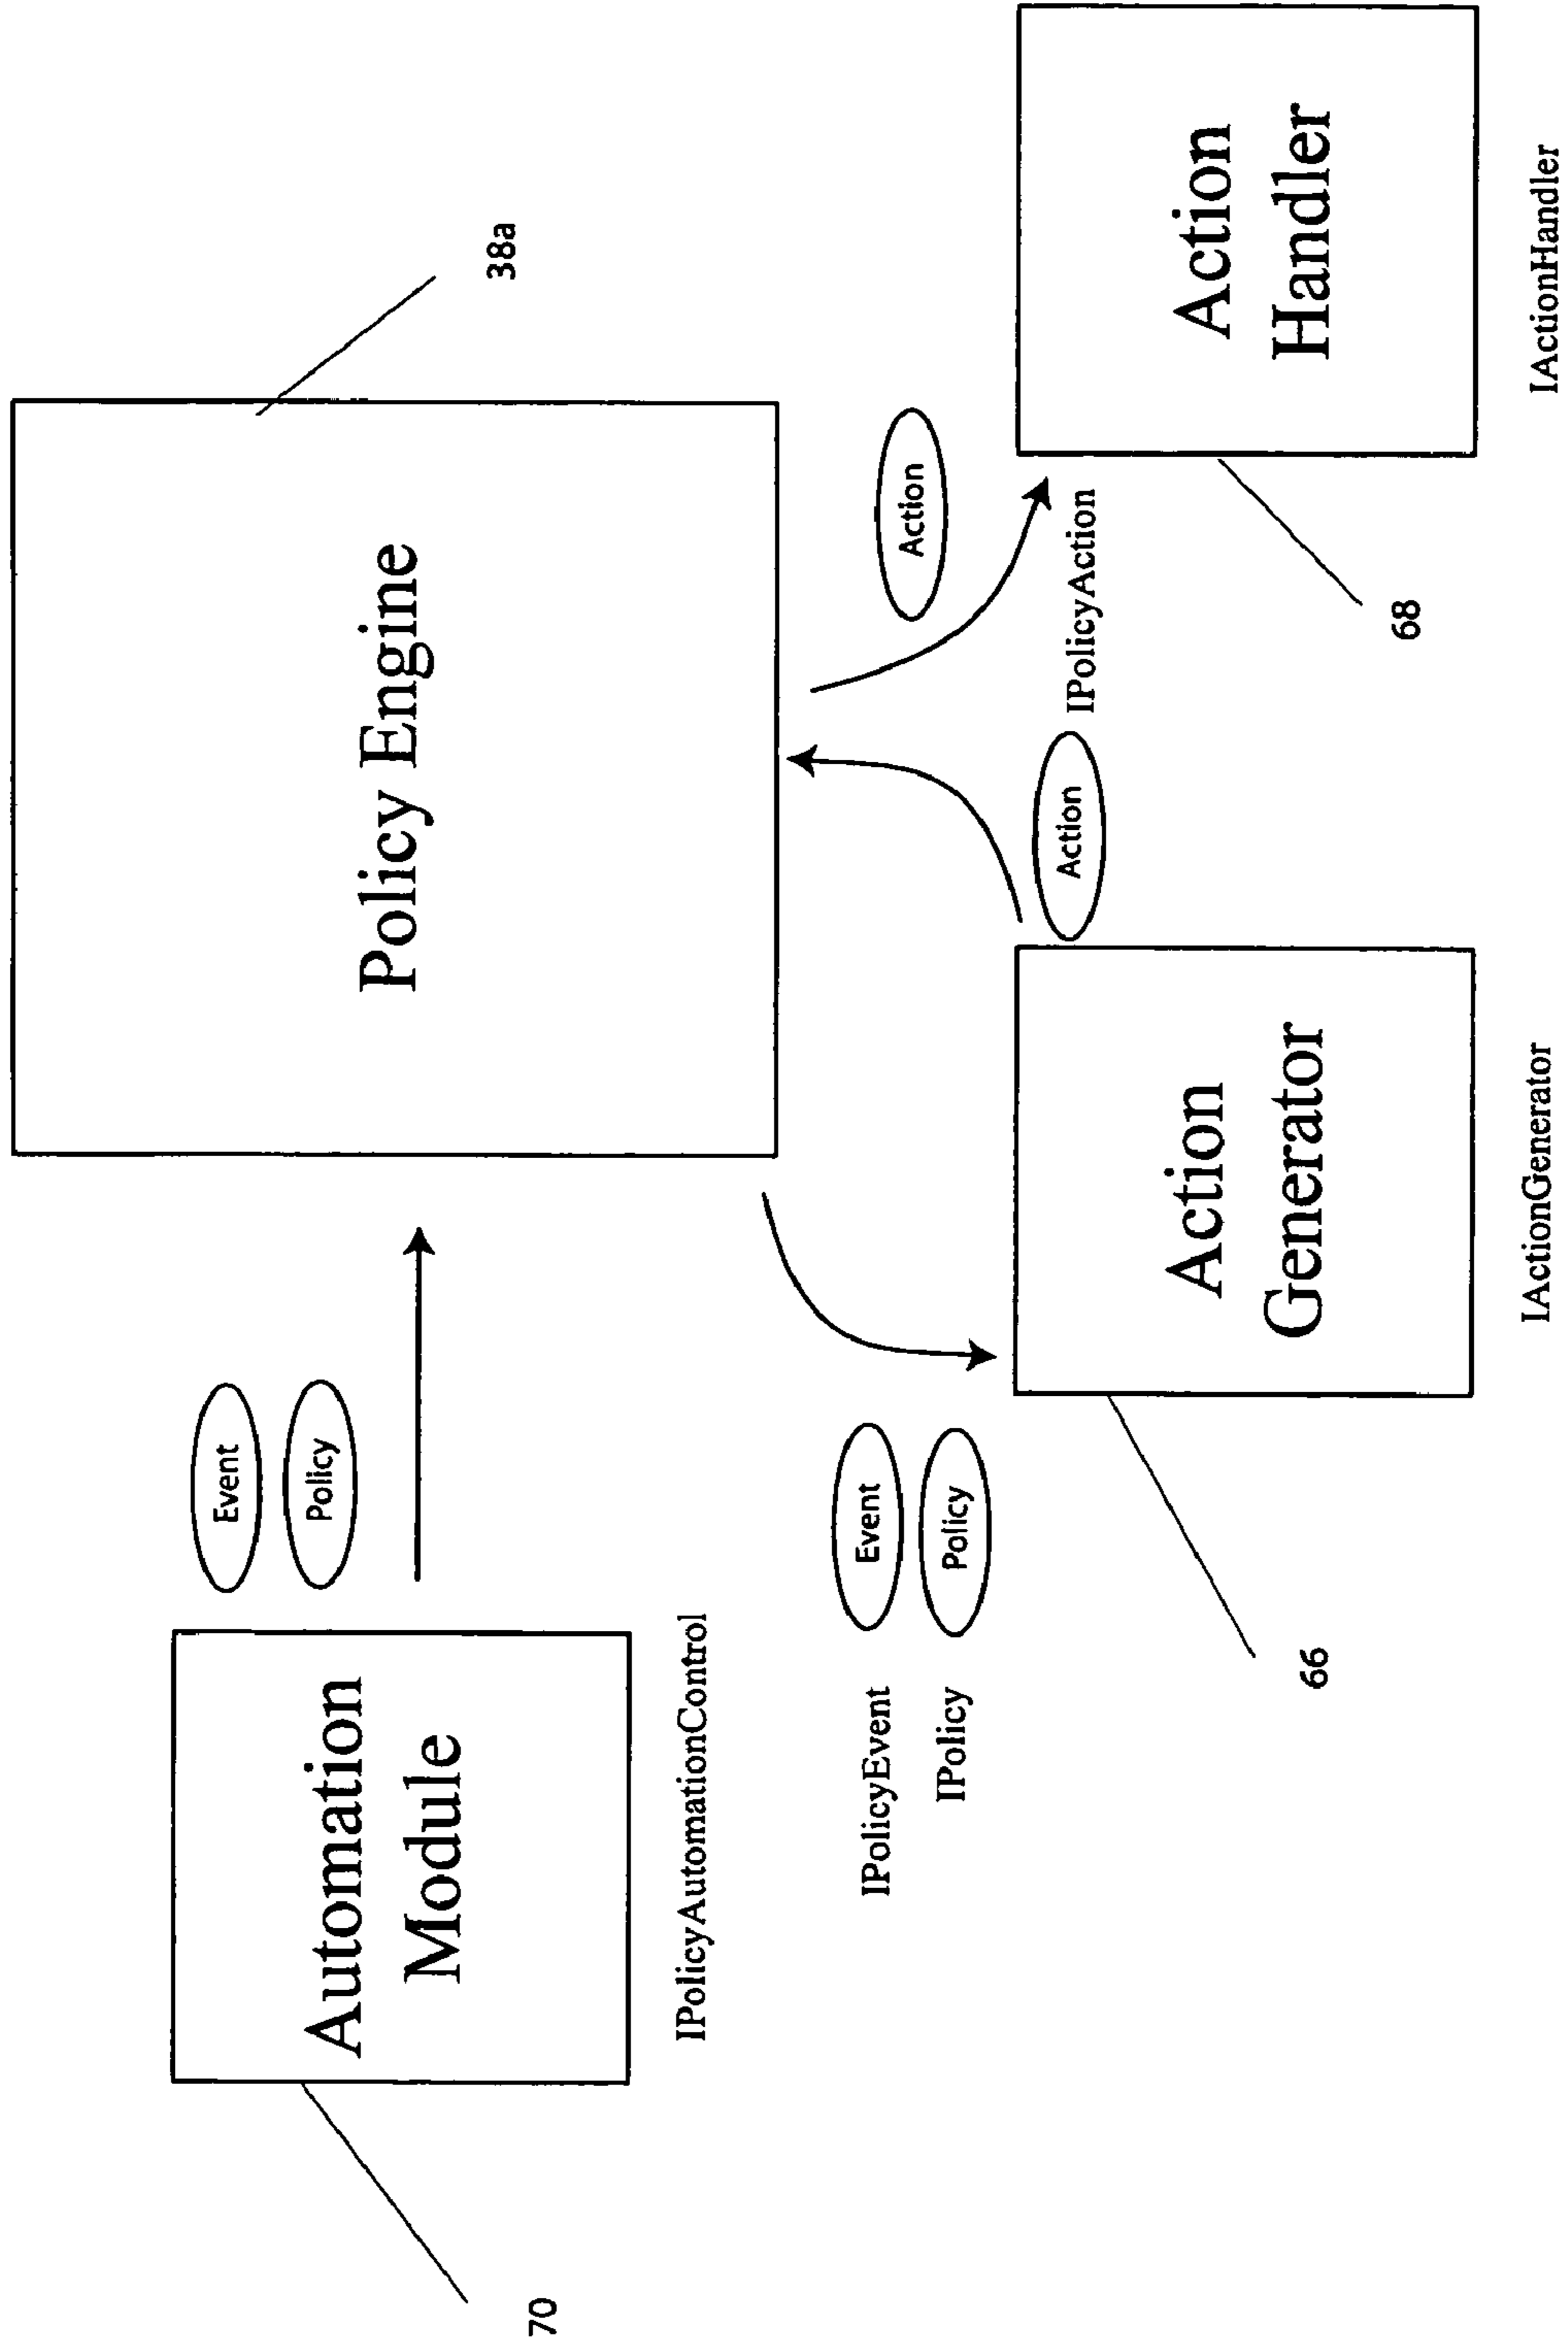 38a
Policy Engine
Event
Policy
Automation
Module
IPolicyAutomationControl
70
Event
Policy
IPolicyEvent
IPolicy
Action
Action
IPolicyAction
Action
Generator
IActionGenerator
66
Action
Handler
IActionHandler
68